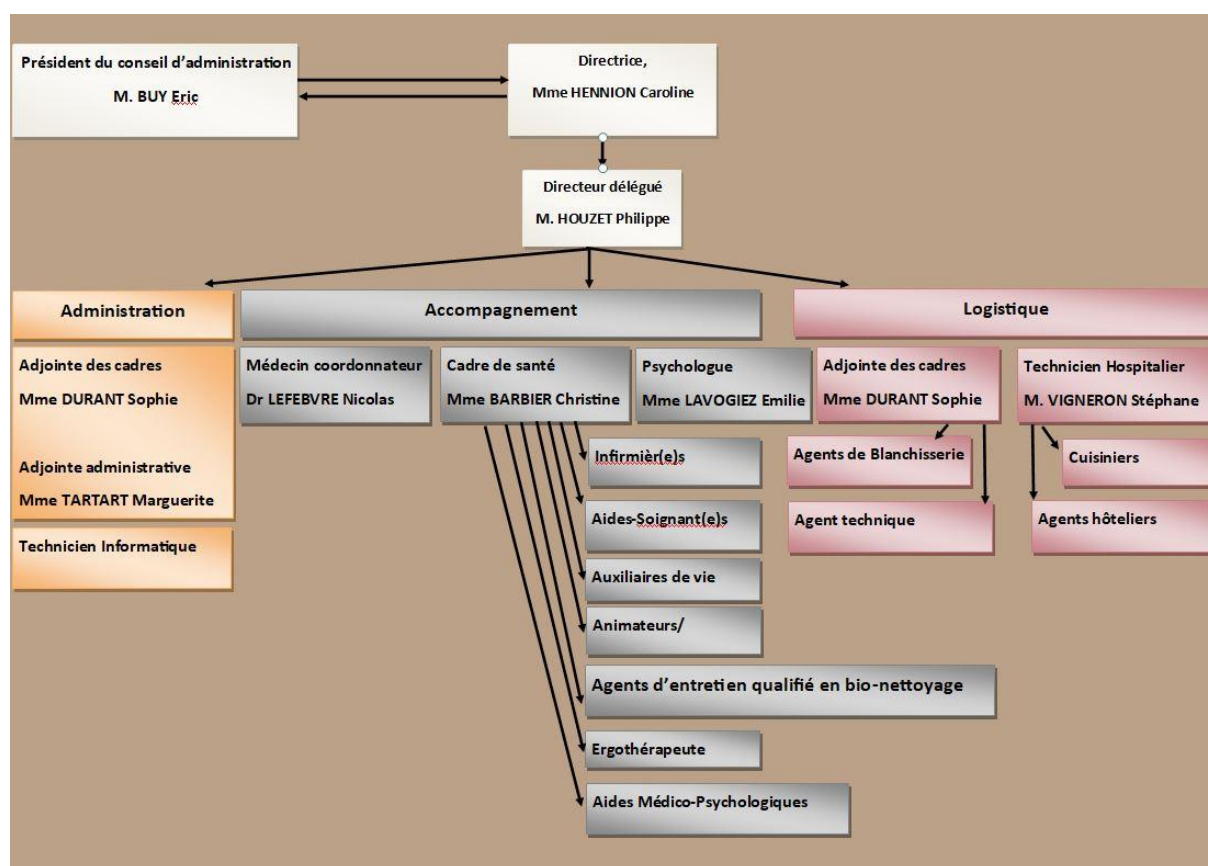 Président du conseil d’administration
M. BUY Eric
Directrice,
Mme HENNION Caroline
Directeur délégué
M. HOUZET Philippe
Administration
Accompagnement
Logistique
Adjointe des cadres
Mme DURANT Sophie
Adjointe administrative
Mme TARTART Marguerite
Technicien Informatique
Médecin coordonnateur
Dr LEFEBVRE Nicolas
Cadre de santé
Mme BARBIER Christine
Psychologue
Mme LAVOGIEZ Emilie
Adjointe des cadres
Mme DURANT Sophie
Technicien Hospitalier
M. VIGNERON Stéphane
Infirmièr(e)s
Aides-Soignant(e)s
Auxiliaires de vie
Animateurs/
Agents d’entretien qualifié en bio-nettoyage
Ergothérapeute
Aides Médico-Psychologiques
Agents de Blanchisserie
Agent technique
Cuisiniers
Agents hôteliers